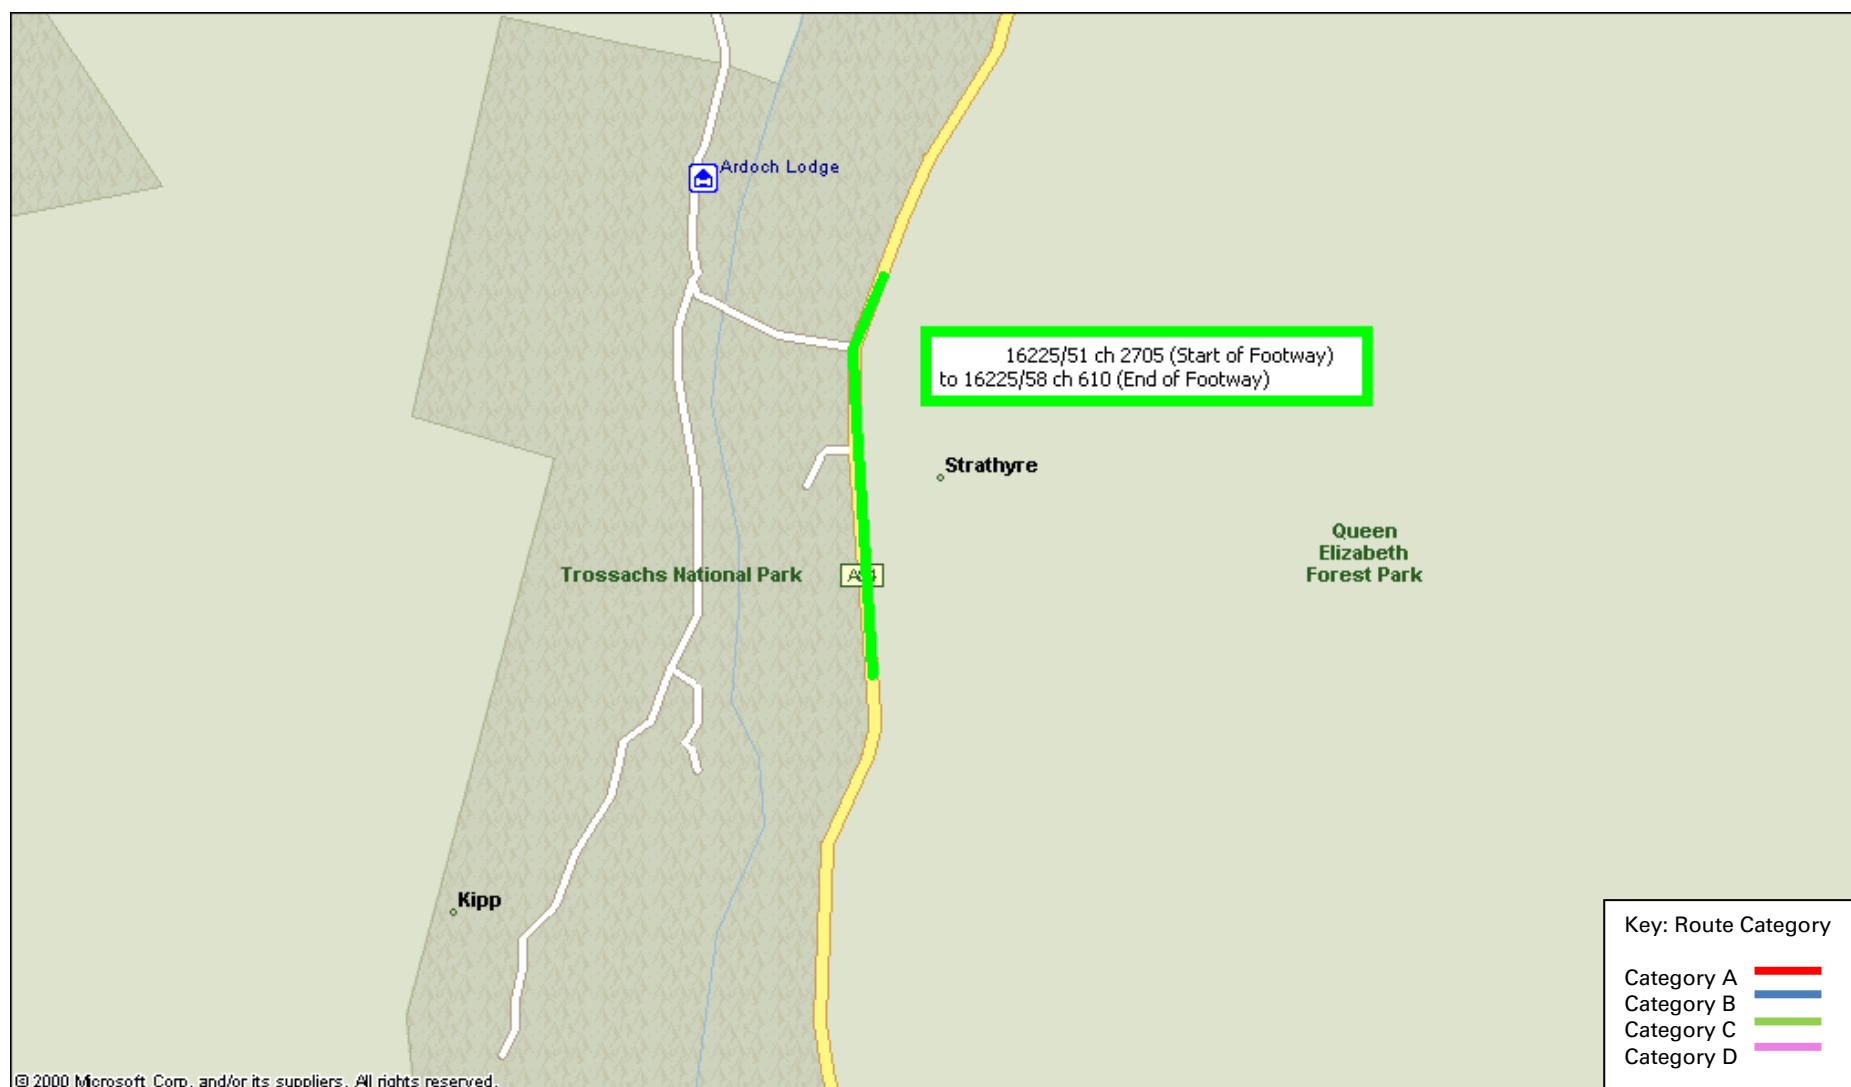 Ardoch Lodge
16225/51 ch 2705 (Start of Footway)
to 16225/58 ch 610 (End of Footway)
Strathyre
Queen
Elizabeth
Forest Park
Trossachs National Park
Kipp
Key: Route Category
Category A
Category B
Category C
Category D
© 2000 Microsoft Corp. and/or its suppliers. All rights reserved.